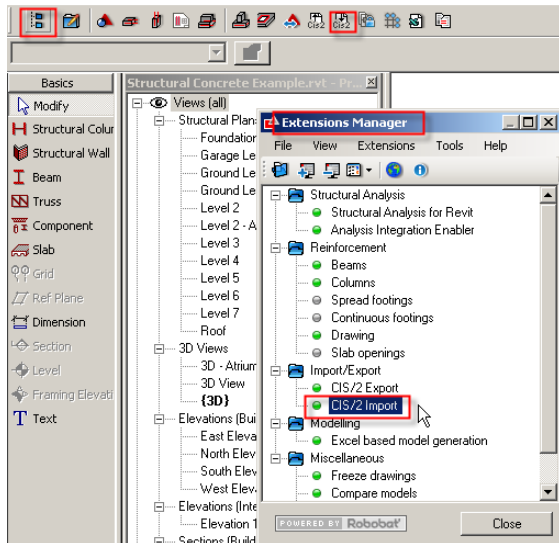 Cis2
Cis2
Basics
Modify
Structural Colur
Structural Wall
Beam
Truss
Component
Slab
Grid
Ref Plane
Dimension
Section
Level
Framing Elevati
Text
Structural Concrete Example.rvt - Pr...
Views (all)
Structural Plan
Foundation
Garage Le
Ground Le
Ground Le
Level 2
Level 2 - A
Level 3
Level 4
Level 5
Level 6
Level 7
Roof
3D Views
3D - Atrium
3D View
{3D}
Elevations (Bui
East Eleva
North Elev
South Elev
West Elev
Elevations (Inte
Elevation 1
Sections (Build
Extensions Manager
File View Extensions Tools Help
Structural Analysis
Structural Analysis for Revit
Analysis Integration Enabler
Reinforcement
Beams
Columns
Spread footings
Continuous footings
Drawing
Slab openings
Import/Export
CIS/2 Export
CIS/2 Import
Modelling
Excel based model generation
Miscellaneous
Freeze drawings
Compare models
POWERED BY Robobat
Close